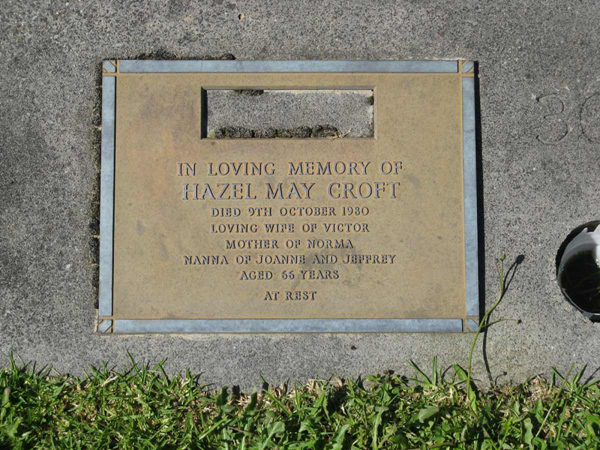 IN LOVING MEMORY OF
HAZEL MAY CROFT
DIED 9TH OCTOBER 1980
LOVING WIFE OF VICTOR
MOTHER OF NORMA
NANNA OF JOANNE AND JEFFREY
AGED 66 YEARS
AT REST